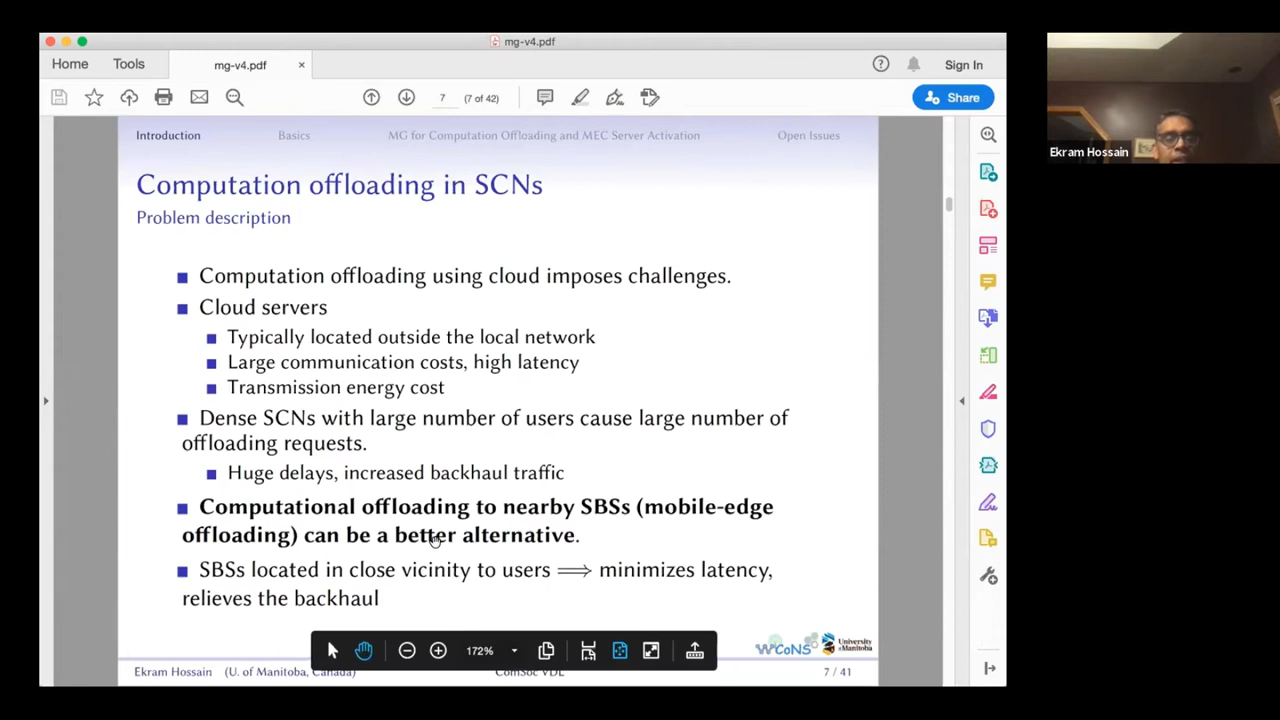 mg-v4.pdf
Home Tools mg-v4.pdf × Sign In
7 (7 of 42) Share
Ekram Hossain
Introduction Basics MG for Computation Offloading and MEC Server Activation Open Issues
Computation offloading in SCNs
Problem description
Computation offloading using cloud imposes challenges.
Cloud servers
Typically located outside the local network
Large communication costs, high latency
Transmission energy cost
Dense SCNs with large number of users cause large number of
offloading requests.
Huge delays, increased backhaul traffic
Computational offloading to nearby SBSs (mobile-edge
offloading) can be a better alternative.
SBSs located in close vicinity to users ⟹ minimizes latency,
relieves the backhaul
172%
WCoNS University
of Manitoba
Ekram Hossain (U. of Manitoba, Canada) ComSoc VDL 7 / 41